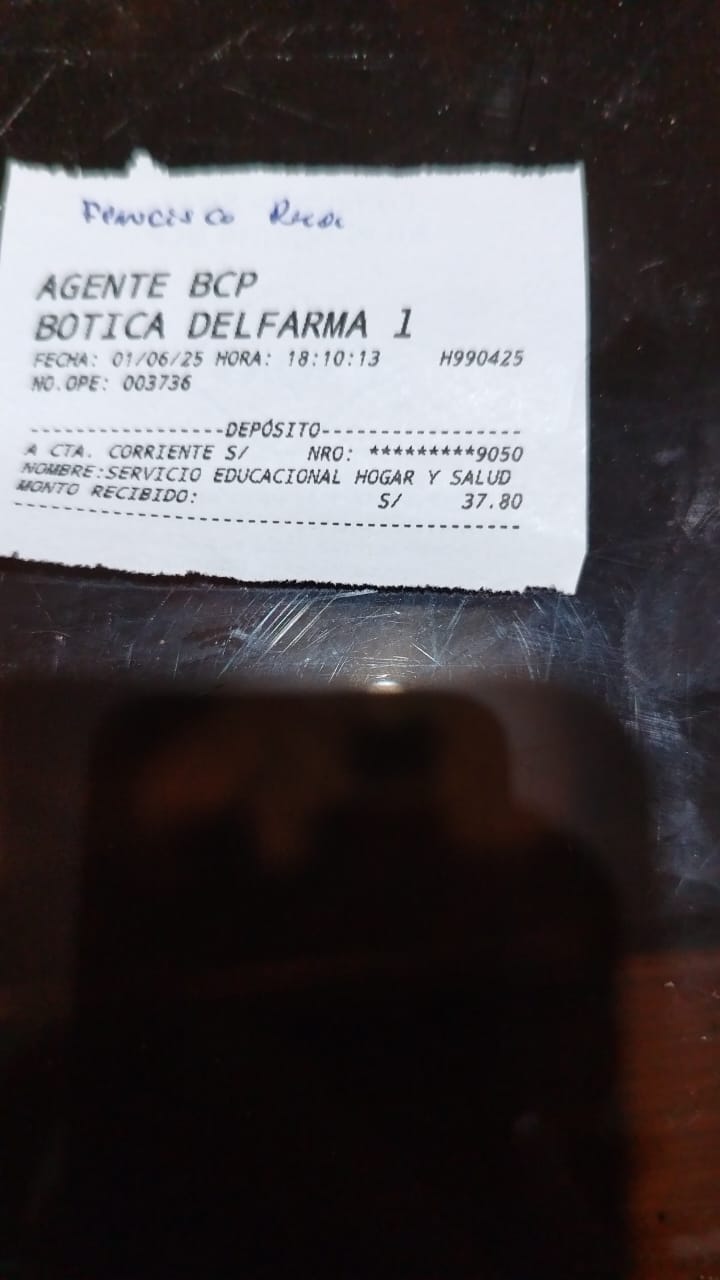 Francisco
AGENTE BCP
BOTICA DELFARMA 1
FECHA: 01/06/25 HORA: 18:10:13 H990425
NO.OPE: 003736
------------------DEPÓSITO------------------
A CTA. CORRIENTE S/ NRO: *********9050
NOMBRE:SERVICIO EDUCACIONAL HOGAR Y SALUD
MONTO RECIBIDO: S/ 37.80